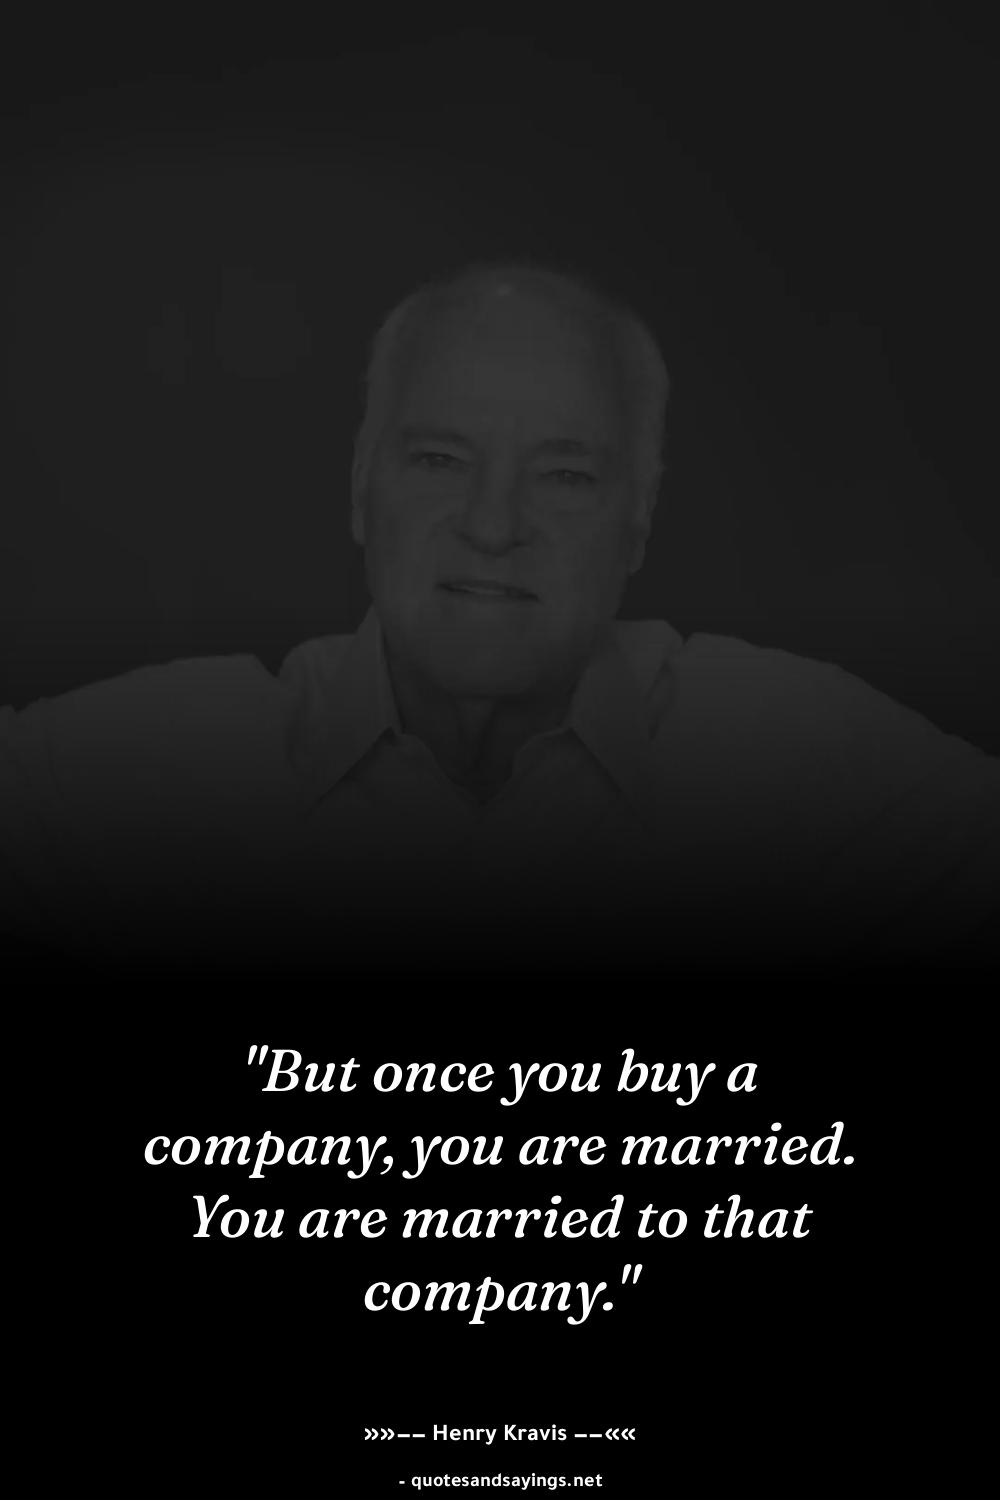 "But once you buy a
company, you are married.
You are married to that
company."
»»–– Henry Kravis ––««
- quotesandsayings.net